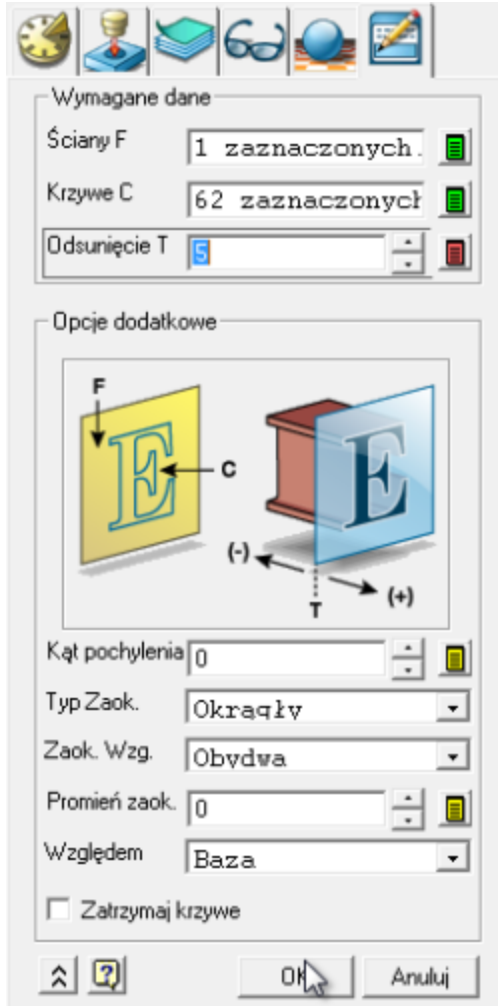 Wymagane dane
Ściany F 1 zaznaczonych.
Krzywe C 62 zaznaczonych
Odsunięcie T 5
Opcje dodatkowe
F
E E
C
(-) (+)
T
Kąt pochylenia 0
Typ Zaok. Okrągły
Zaok. Wzg. Obydwa
Promień zaok. 0
Względem Baza
Zatrzymaj krzywe
OK Anuluj